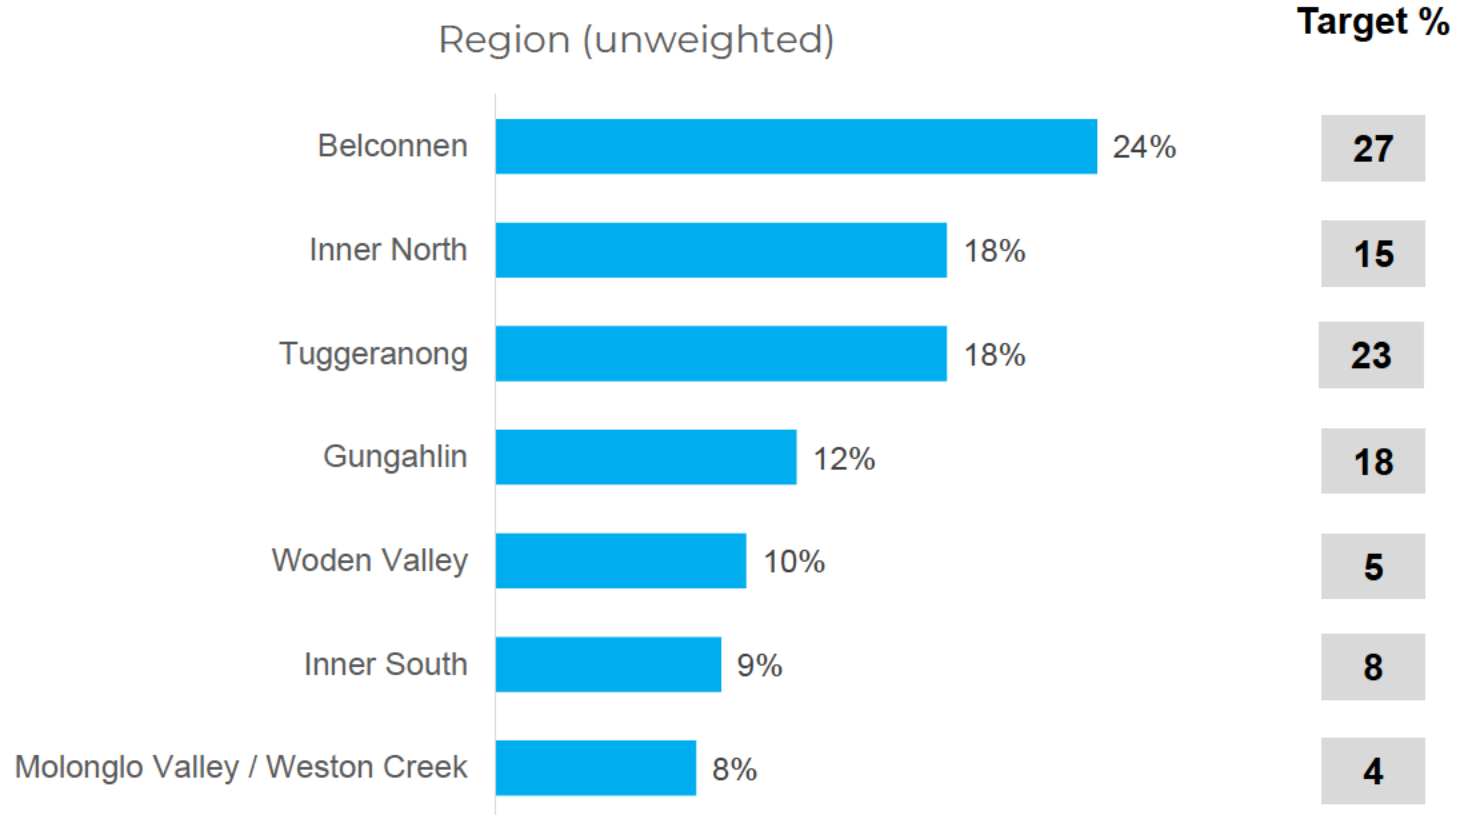 Region (unweighted)
Target %
Belconnen 24% 27
Inner North 18% 15
Tuggeranong 18% 23
Gungahlin 12% 18
Woden Valley 10% 5
Inner South 9% 8
Molonglo Valley / Weston Creek 8% 4